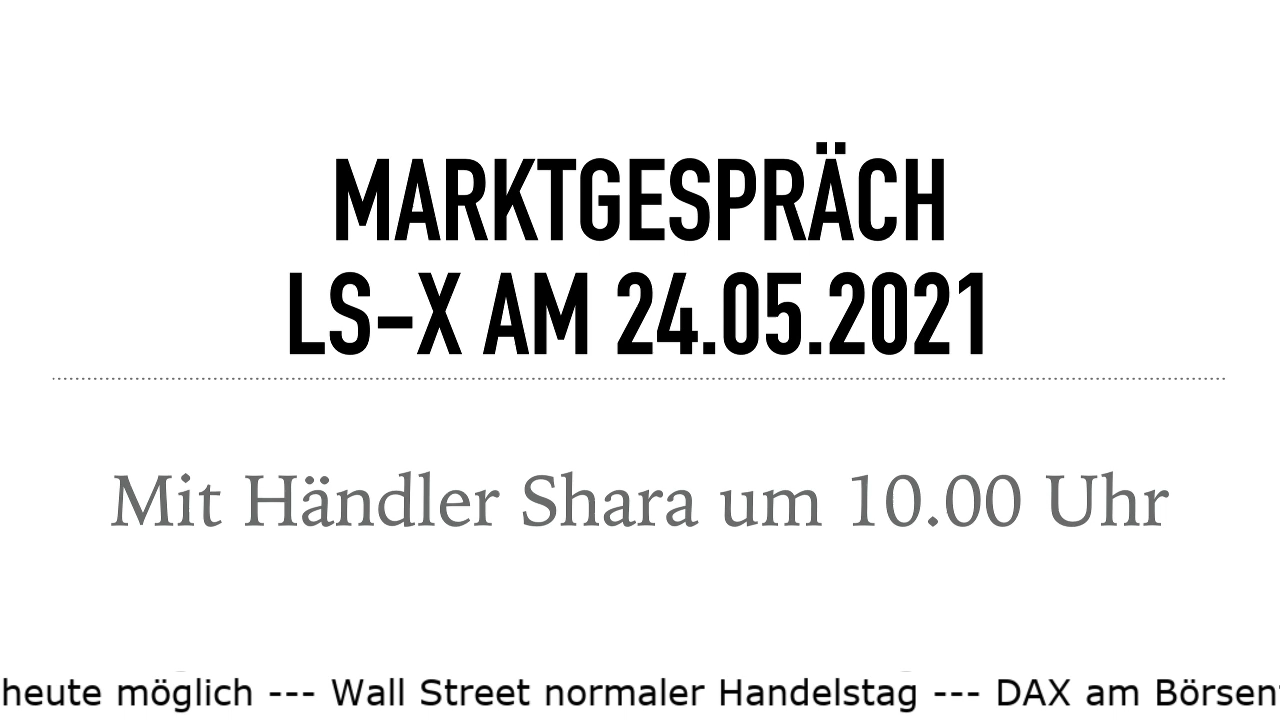 MARKTGESPRÄCH
LS-X AM 24.05.2021
Mit Händler Shara um 10.00 Uhr
heute möglich --- Wall Street normaler Handelstag --- DAX am Börsen